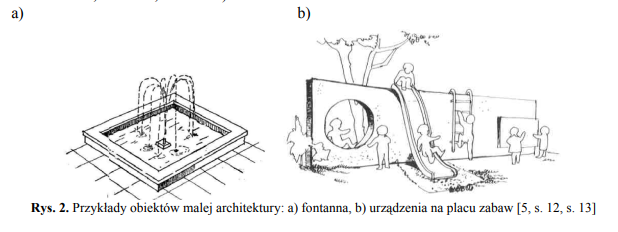 a) b)
Rys. 2. Przykłady obiektów małej architektury: a) fontanna, b) urządzenia na placu zabaw [5, s. 12, s. 13]